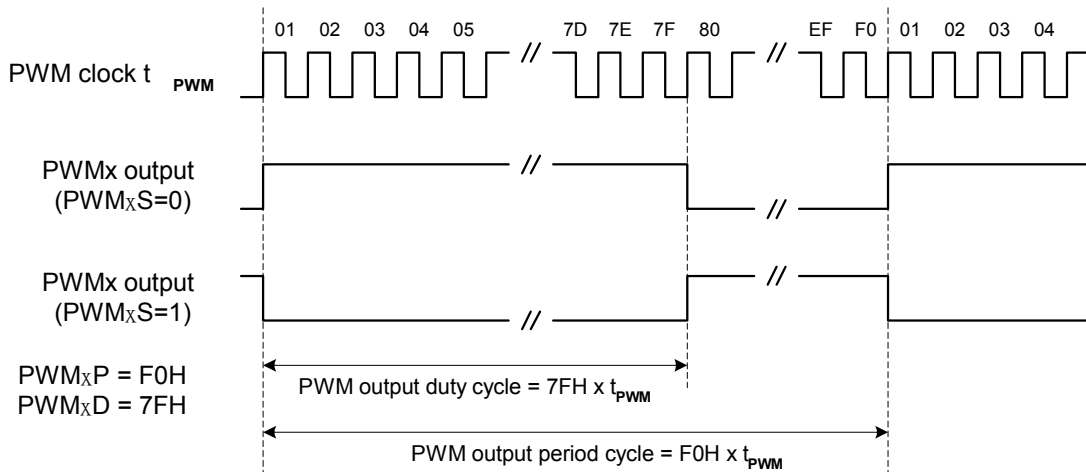 01 02 03 04 05 // 7D 7E 7F 80 // EF F0 01 02 03 04
PWM clock t PWM
PWMx output
(PWMXS=0)
//
//
PWMx output
(PWMXS=1)
//
//
PWMXP = F0H
PWMXD = 7FH
PWM output duty cycle = 7FH x tPWM
PWM output period cycle = F0H x tPWM